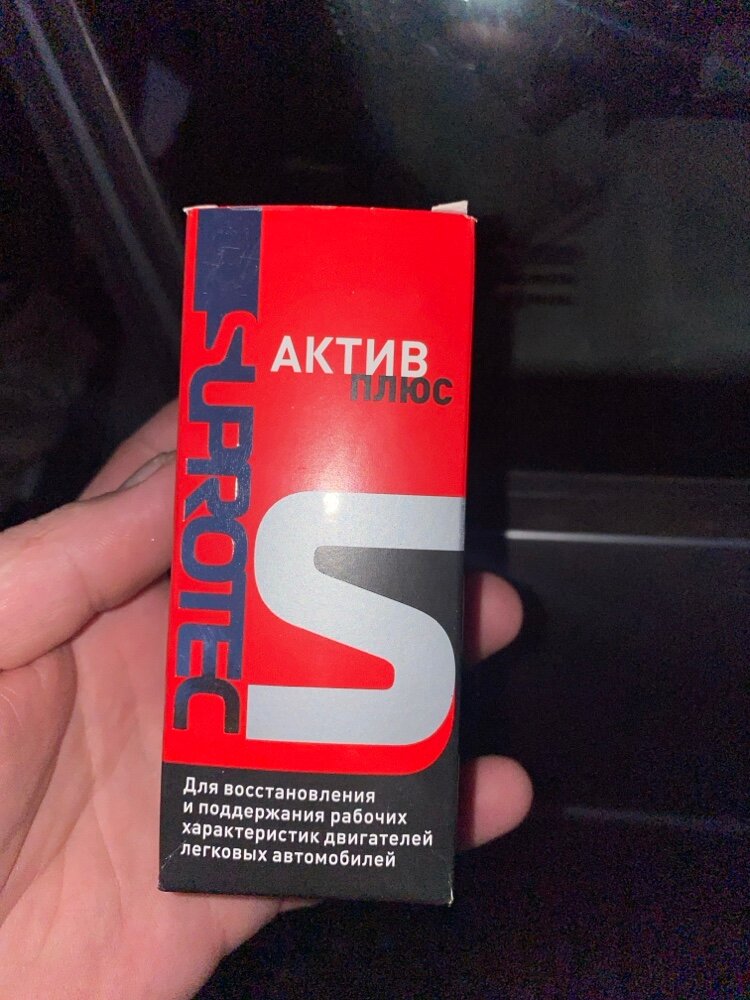 SUPROTEC
АКТИВ
ПЛЮС
S
Для восстановления
и поддержания рабочих
характеристик двигателей
легковых автомобилей